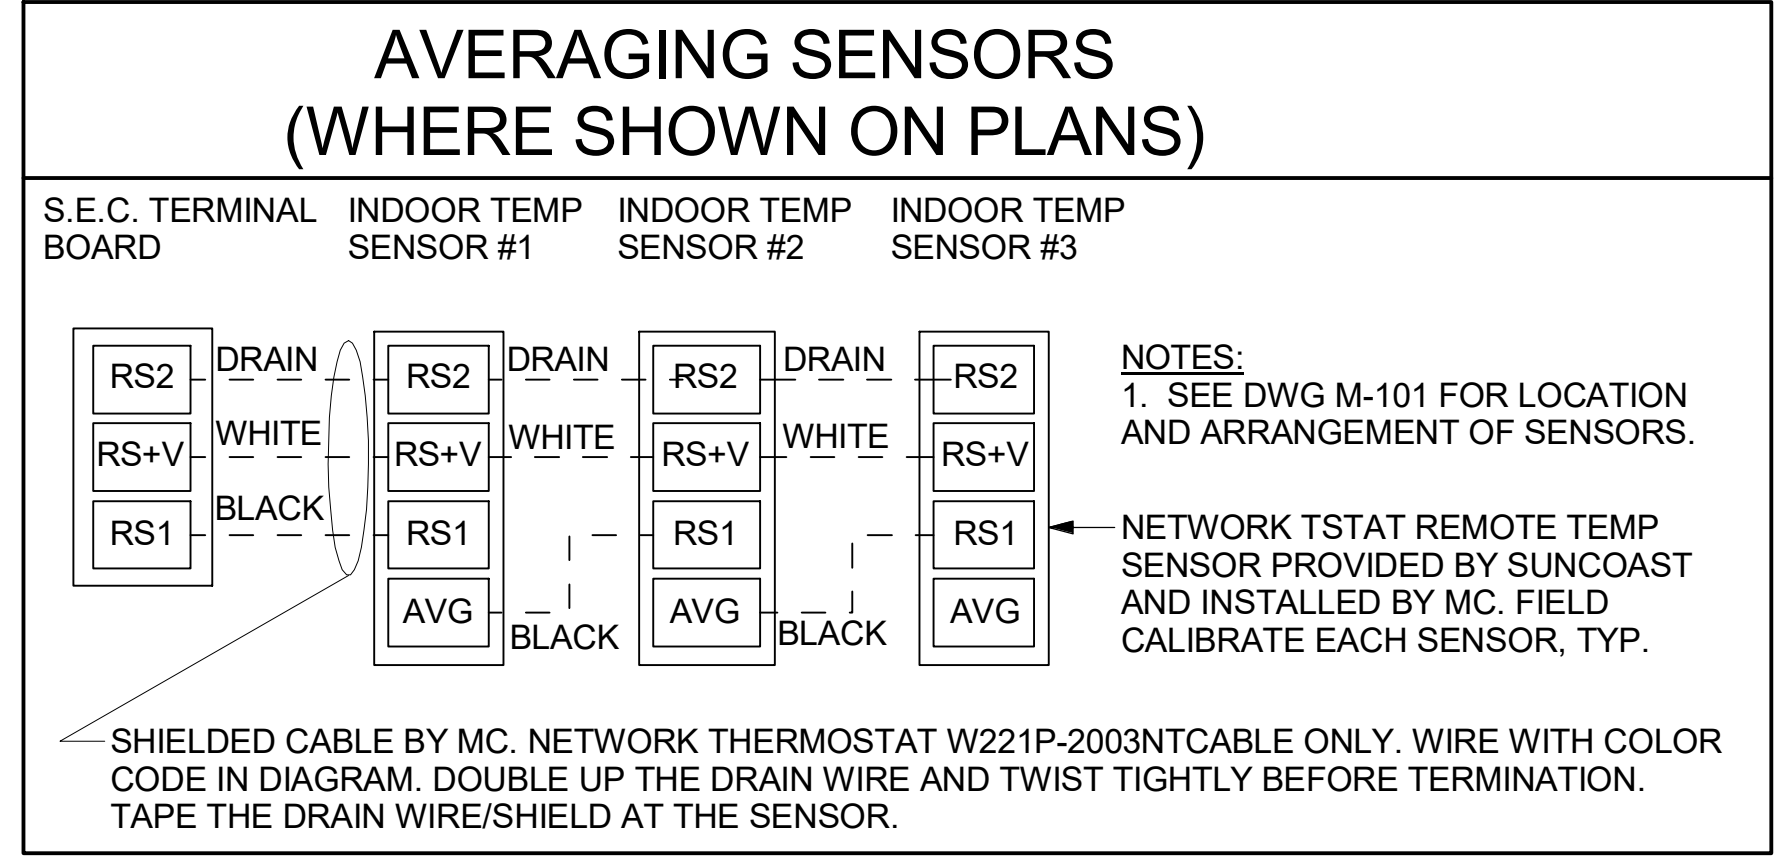 AVERAGING SENSORS
(WHERE SHOWN ON PLANS)
S.E.C. TERMINAL
BOARD
INDOOR TEMP
SENSOR #1
INDOOR TEMP
SENSOR #2
INDOOR TEMP
SENSOR #3
RS2
DRAIN
RS2
DRAIN
RS2
DRAIN
RS2
RS+V
WHITE
RS+V
WHITE
RS+V
WHITE
RS+V
RS1
BLACK
RS1
RS1
RS1
AVG
BLACK
AVG
BLACK
AVG
NOTES:
1. SEE DWG M-101 FOR LOCATION
AND ARRANGEMENT OF SENSORS.
NETWORK TSTAT REMOTE TEMP
SENSOR PROVIDED BY SUNCOAST
AND INSTALLED BY MC. FIELD
CALIBRATE EACH SENSOR, TYP.
SHIELDED CABLE BY MC. NETWORK THERMOSTAT W221P-2003NTCABLE ONLY. WIRE WITH COLOR
CODE IN DIAGRAM. DOUBLE UP THE DRAIN WIRE AND TWIST TIGHTLY BEFORE TERMINATION.
TAPE THE DRAIN WIRE/SHIELD AT THE SENSOR.